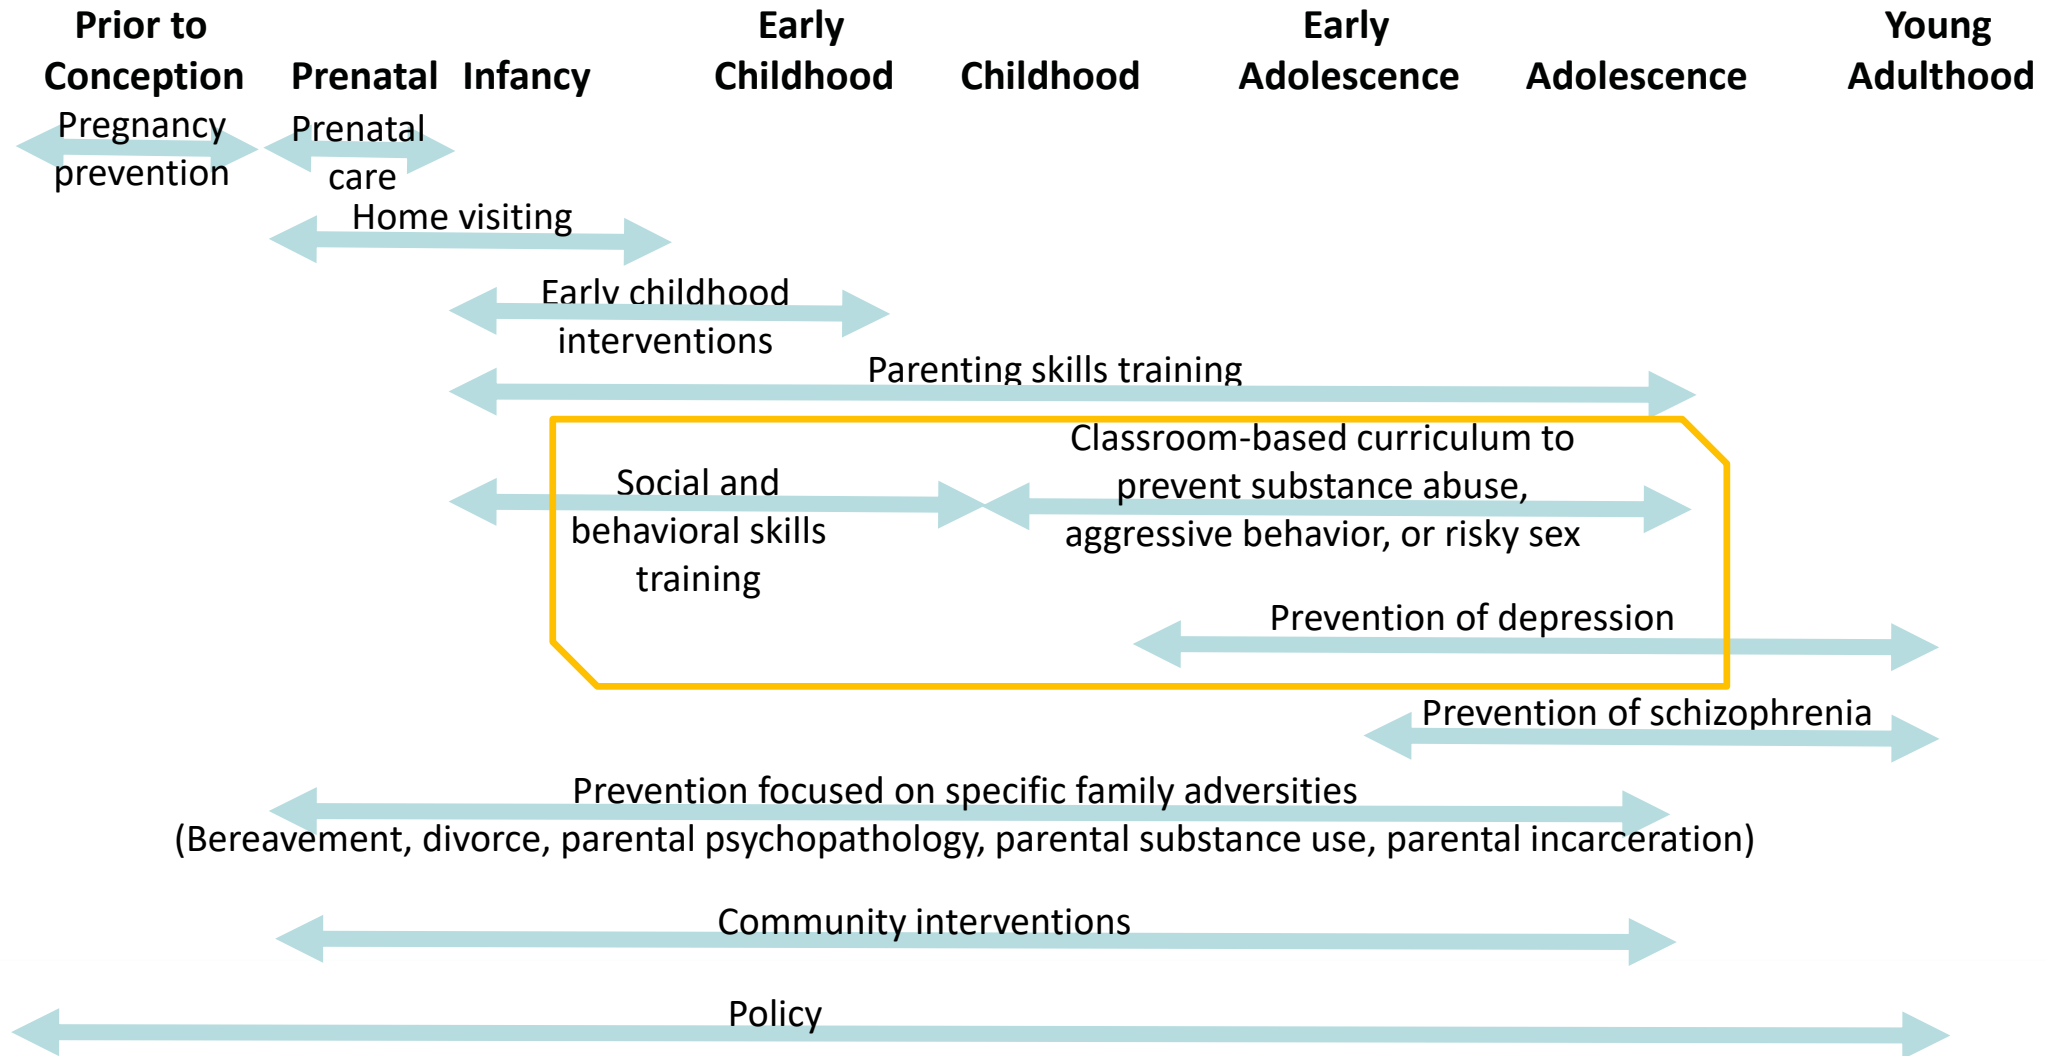 Prior to
Conception
Prenatal
Infancy
Early
Childhood
Childhood
Early
Adolescence
Adolescence
Young
Adulthood
Pregnancy
prevention
Prenatal
care
Home visiting
Early childhood
interventions
Parenting skills training
Social and
behavioral skills
training
Classroom-based curriculum to
prevent substance abuse,
aggressive behavior, or risky sex
Prevention of depression
Prevention of schizophrenia
Prevention focused on specific family adversities
(Bereavement, divorce, parental psychopathology, parental substance use, parental incarceration)
Community interventions
Policy